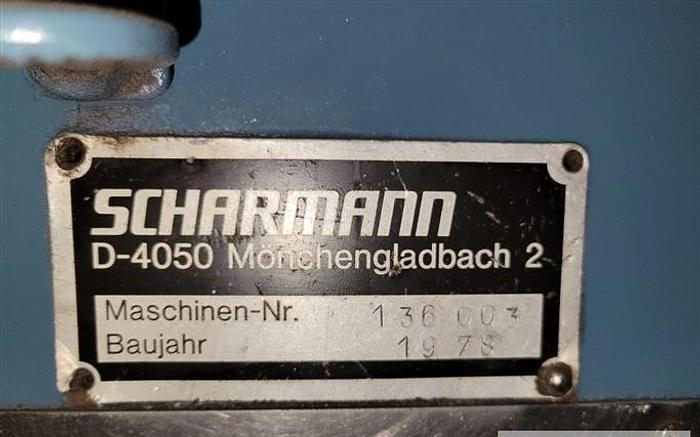 SCHARMANN
D-4050 Mönchengladbach 2
Maschinen-Nr. 136 003
Baujahr 1978